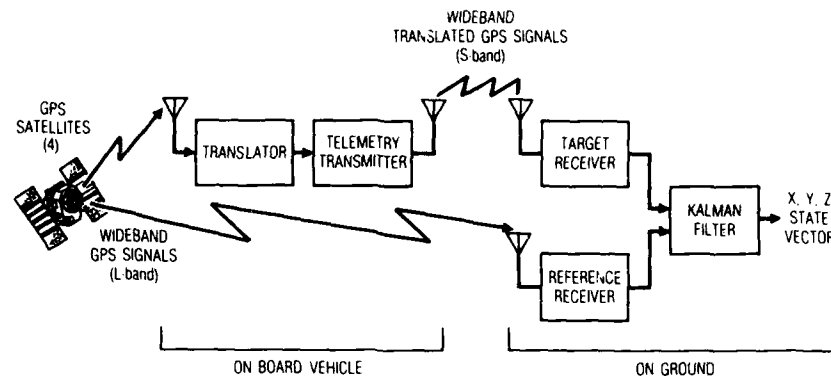 WIDEBAND
TRANSLATED GPS SIGNALS
(S-band)
GPS
SATELLITES
(4)
TRANSLATOR
TELEMETRY
TRANSMITTER
TARGET
RECEIVER
KALMAN
FILTER
X, Y, Z
STATE
VECTOR
WIDEBAND
GPS SIGNALS
(L-band)
REFERENCE
RECEIVER
ON BOARD VEHICLE
ON GROUND